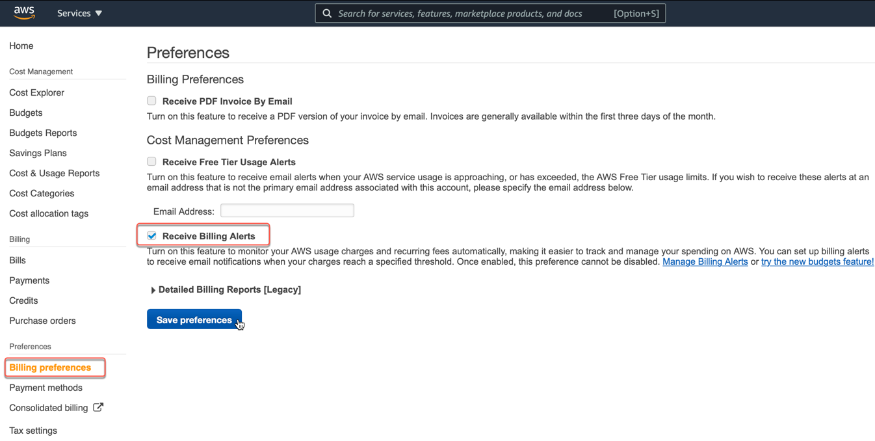 aws Services Search for services, features, marketplace products, and docs [Option+S]
Home
Cost Management
Cost Explorer
Budgets
Budgets Reports
Savings Plans
Cost & Usage Reports
Cost Categories
Cost allocation tags
Billing
Bills
Payments
Credits
Purchase orders
Preferences
Billing preferences
Payment methods
Consolidated billing
Tax settings
Preferences
Billing Preferences
Receive PDF Invoice By Email
Turn on this feature to receive a PDF version of your invoice by email. Invoices are generally available within the first three days of the month.
Cost Management Preferences
Receive Free Tier Usage Alerts
Turn on this feature to receive email alerts when your AWS service usage is approaching, or has exceeded, the AWS Free Tier usage limits. If you wish to receive these alerts at an
email address that is not the primary email address associated with this account, please specify the email address below.
Email Address:
Receive Billing Alerts
Turn on this feature to monitor your AWS usage charges and recurring fees automatically, making it easier to track and manage your spending on AWS. You can set up billing alerts
to receive email notifications when your charges reach a specified threshold. Once enabled, this preference cannot be disabled. Manage Billing Alerts or try the new budgets feature!
Detailed Billing Reports [Legacy]
Save preferences